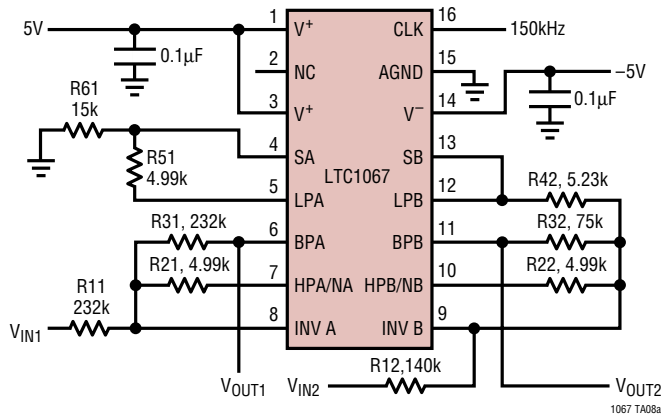 5V
0.1µF
R61
15k
R51
4.99k
R31, 232k
R21, 4.99k
R11
232k
VIN1
VOUT1
1
2
3
4
5
6
7
8
V+
NC
V+
SA
LPA
BPA
HPA/NA
INV A
LTC1067
CLK
AGND
V−
SB
LPB
BPB
HPB/NB
INV B
16
15
14
13
12
11
10
9
150kHz
–5V
0.1µF
R42, 5.23k
R32, 75k
R22, 4.99k
R12,140k
VIN2
VOUT2
1067 TA08a